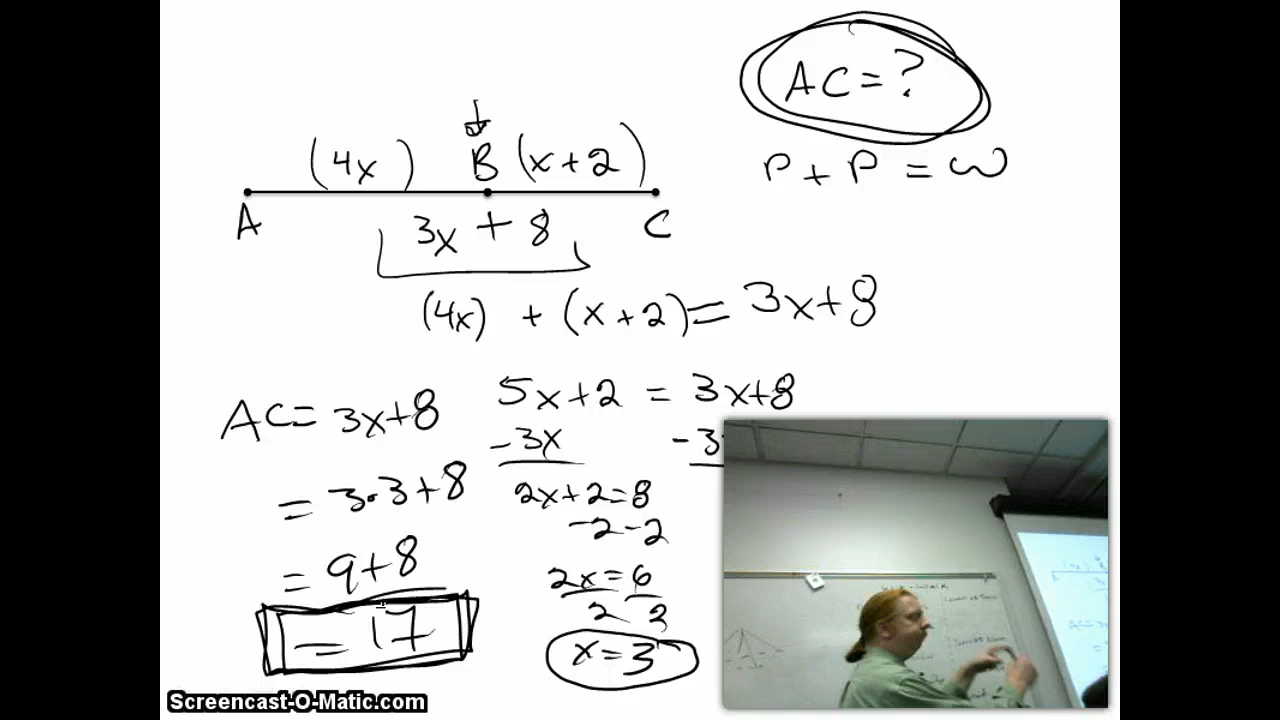 AC = ?
P + P = W
(4x) B (x+2)
A C
3x + 8
(4x) + (x+2) = 3x+8
5x+2 = 3x+8
-3x -3
2x+2=8
-2 -2
2x=6
2 2
x=3
AC= 3x+8
= 3·3+8
= 9+8
= 17
Screencast-O-Matic.com